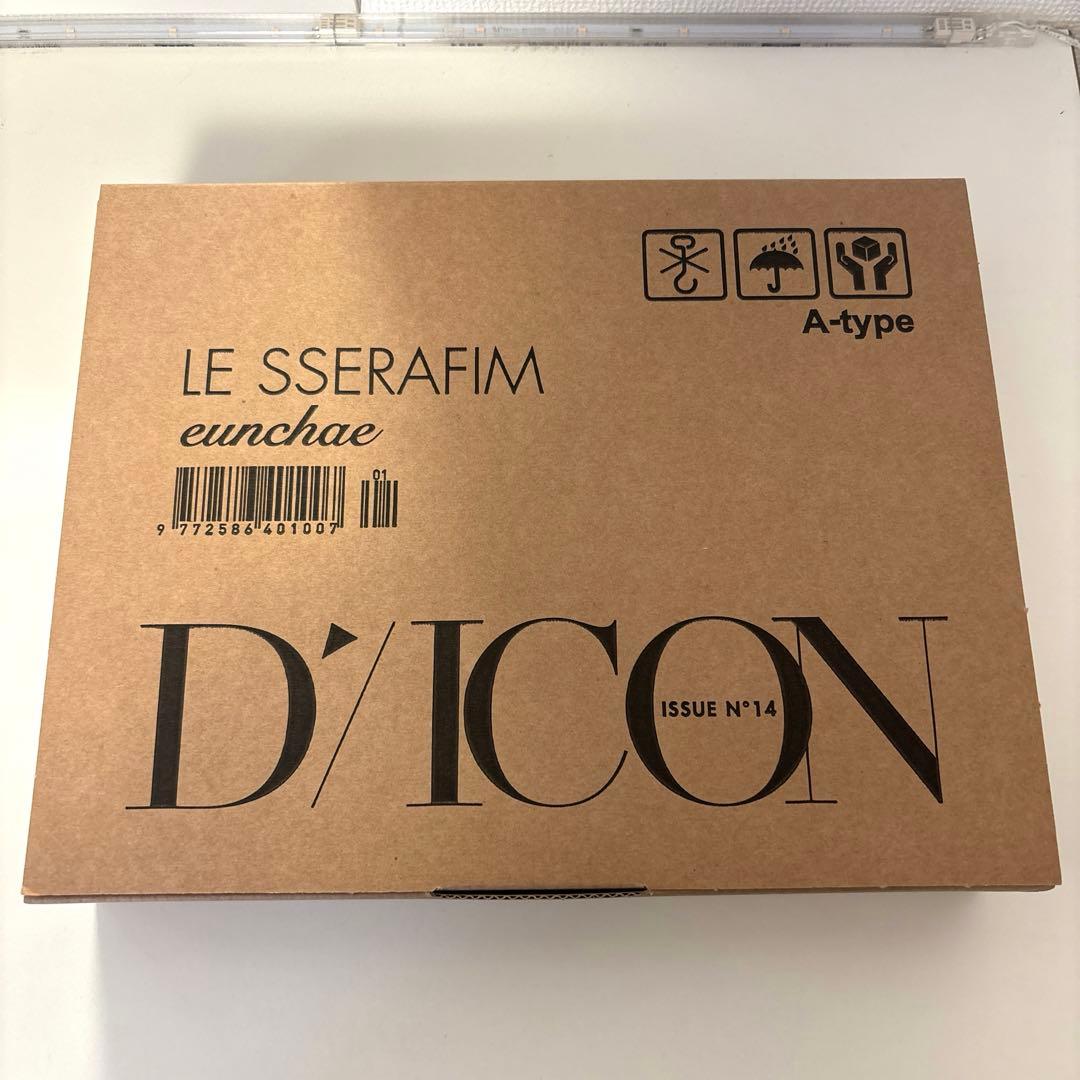 A-type
LE SSERAFIM
eunchae
01
9 772586 401007
D'/ICON
ISSUE N°14